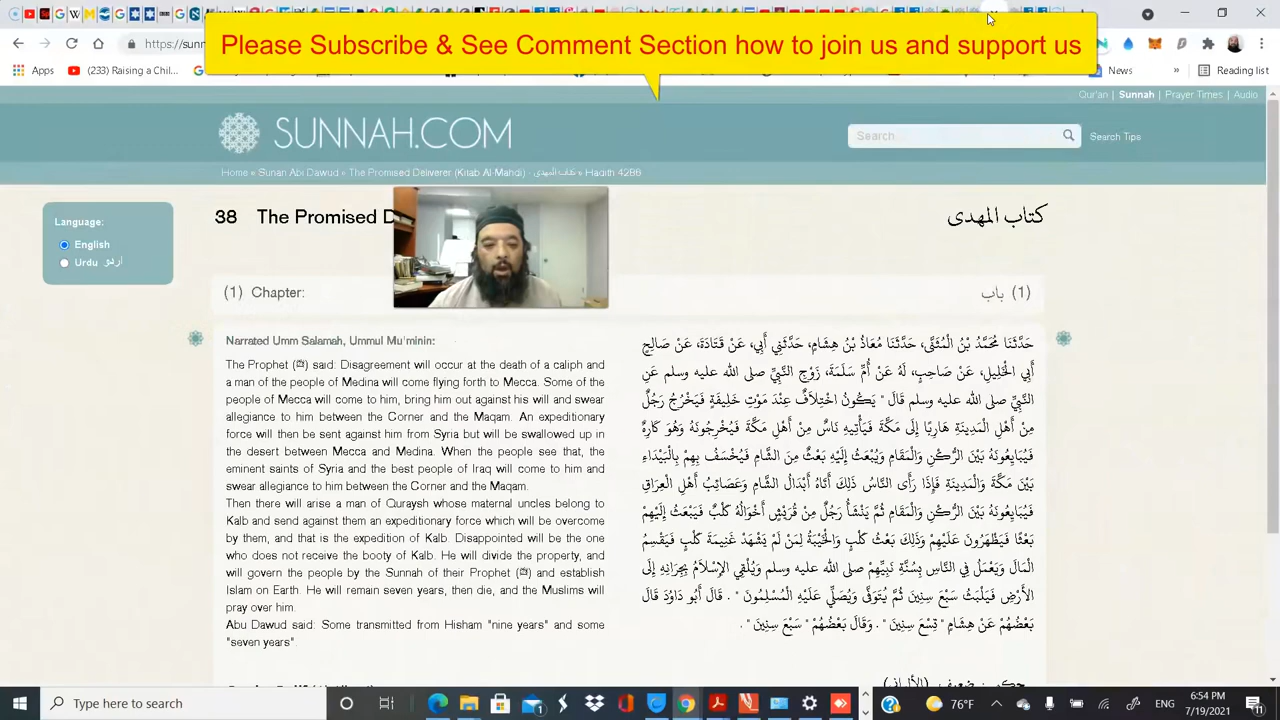 Please Subscribe & See Comment Section how to join us and support us
https://sunn
Apps
(233) Raising a Chil
News
Reading list
Qur'an | Sunnah | Prayer Times | Audio
SUNNAH.COM
Search…
Search Tips
Home » Sunan Abi Dawud » The Promised Deliverer (Kitab Al-Mahdi) - كتاب المهدى » Hadith 4286
Language:
English
Urdu اردو
38 The Promised D
كتاب المهدى
(1) Chapter:
(1) باب
Narrated Umm Salamah, Ummul Mu'minin:
The Prophet (ﷺ) said: Disagreement will occur at the death of a caliph and
a man of the people of Medina will come flying forth to Mecca. Some of the
people of Mecca will come to him, bring him out against his will and swear
allegiance to him between the Corner and the Maqam. An expeditionary
force will then be sent against him from Syria but will be swallowed up in
the desert between Mecca and Medina. When the people see that, the
eminent saints of Syria and the best people of Iraq will come to him and
swear allegiance to him between the Corner and the Maqam.
Then there will arise a man of Quraysh whose maternal uncles belong to
Kalb and send against them an expeditionary force which will be overcome
by them, and that is the expedition of Kalb. Disappointed will be the one
who does not receive the booty of Kalb. He will divide the property, and
will govern the people by the Sunnah of their Prophet (ﷺ) and establish
Islam on Earth. He will remain seven years, then die, and the Muslims will
pray over him.
Abu Dawud said: Some transmitted from Hisham "nine years" and some
"seven years".
حَدَّثَنَا مُحَمَّدُ بْنُ الْمُثَنَّى، حَدَّثَنَا مُعَاذُ بْنُ هِشَامٍ، حَدَّثَنِي أَبِي، عَنْ قَتَادَةَ، عَنْ صَالِحٍ
أَبِي الْخَلِيلِ، عَنْ صَاحِبٍ، لَهُ عَنْ أُمِّ سَلَمَةَ، زَوْجِ النَّبِيِّ صلى الله عليه وسلم عَنِ
النَّبِيِّ صلى الله عليه وسلم قَالَ " يَكُونُ اخْتِلاَفٌ عِنْدَ مَوْتِ خَلِيفَةٍ فَيَخْرُجُ رَجُلٌ
مِنْ أَهْلِ الْمَدِينَةِ هَارِبًا إِلَى مَكَّةَ فَيَأْتِيهِ نَاسٌ مِنْ أَهْلِ مَكَّةَ فَيُخْرِجُونَهُ وَهُوَ كَارِهٌ
فَيُبَايِعُونَهُ بَيْنَ الرُّكْنِ وَالْمَقَامِ وَيُبْعَثُ إِلَيْهِ بَعْثٌ مِنَ الشَّامِ فَيُخْسَفُ بِهِمْ بِالْبَيْدَاءِ
بَيْنَ مَكَّةَ وَالْمَدِينَةِ فَإِذَا رَأَى النَّاسُ ذَلِكَ أَتَاهُ أَبْدَالُ الشَّامِ وَعَصَائِبُ أَهْلِ الْعِرَاقِ
فَيُبَايِعُونَهُ بَيْنَ الرُّكْنِ وَالْمَقَامِ ثُمَّ يَنْشَأُ رَجُلٌ مِنْ قُرَيْشٍ أَخْوَالُهُ كَلْبٌ فَيَبْعَثُ إِلَيْهِمْ
بَعْثًا فَيَظْهَرُونَ عَلَيْهِمْ وَذَلِكَ بَعْثُ كَلْبٍ وَالْخَيْبَةُ لِمَنْ لَمْ يَشْهَدْ غَنِيمَةَ كَلْبٍ فَيَقْسِمُ
الْمَالَ وَيَعْمَلُ فِي النَّاسِ بِسُنَّةِ نَبِيِّهِمْ صلى الله عليه وسلم وَيُلْقِي الإِسْلاَمُ بِجِرَانِهِ إِلَى
الأَرْضِ فَيَلْبَثُ سَبْعَ سِنِينَ ثُمَّ يُتَوَفَّى وَيُصَلِّي عَلَيْهِ الْمُسْلِمُونَ " . قَالَ أَبُو دَاوُدَ قَالَ
بَعْضُهُمْ عَنْ هِشَامٍ " تِسْعَ سِنِينَ " . وَقَالَ بَعْضُهُمْ " سَبْعَ سِنِينَ " .
Type here to search
76°F
ENG
6:54 PM
7/19/2021